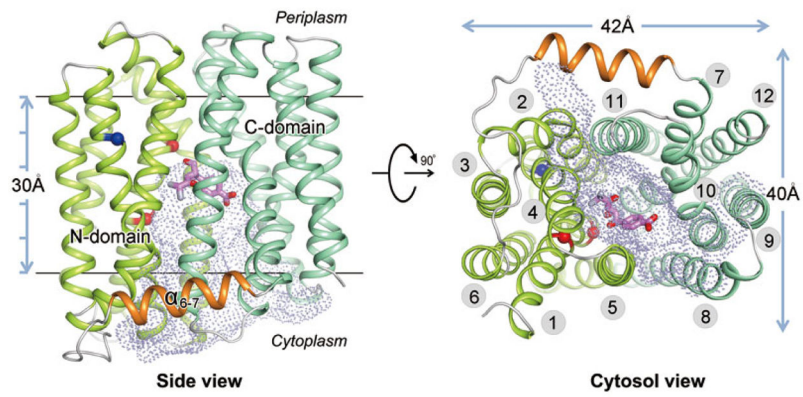 Periplasm
C-domain
30Å
N-domain
α6-7
Cytoplasm
Side view
90°
42Å
7
2
11
12
3
4
10
40Å
9
6
5
8
1
Cytosol view